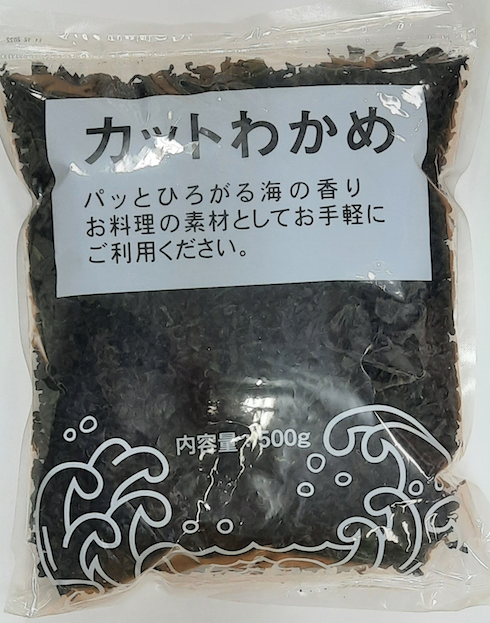 カットわかめ
パッとひろがる海の香り
お料理の素材としてお手軽に
ご利用ください。
内容量：500g